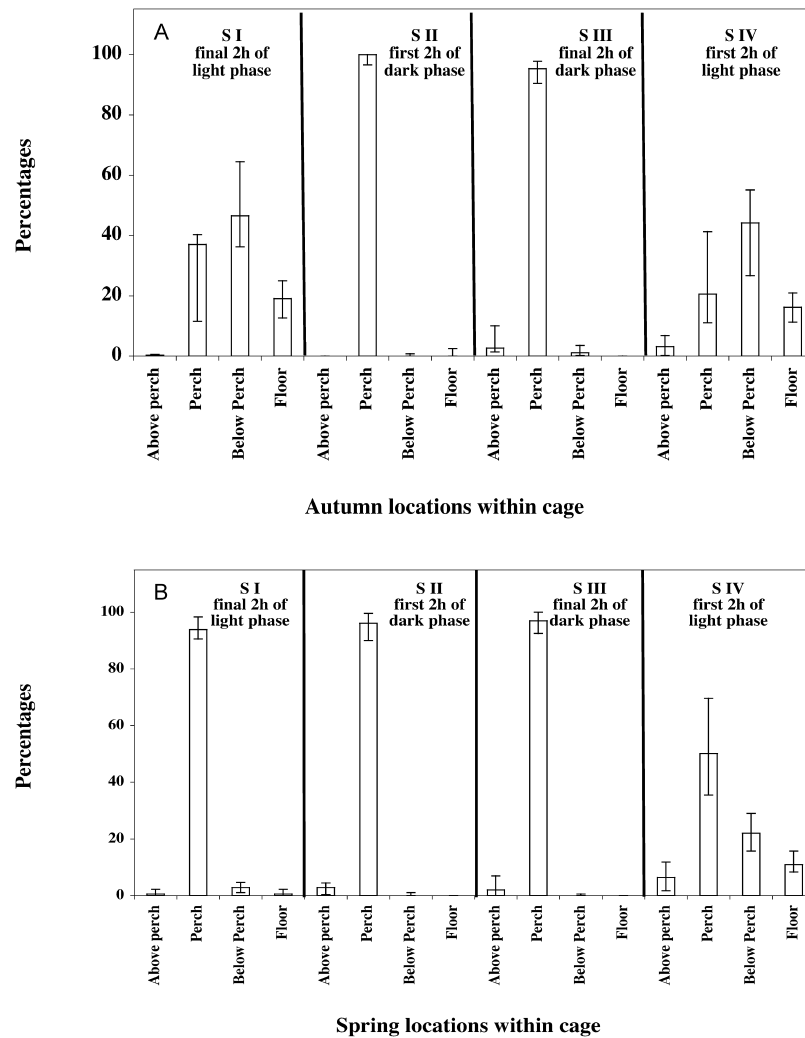 A
S I
final 2h of
light phase
S II
first 2h of
dark phase
S III
final 2h of
dark phase
S IV
first 2h of
light phase
Percentages
100
80
60
40
20
0
Above perch
Perch
Below Perch
Floor
Above perch
Perch
Below Perch
Floor
Above perch
Perch
Below Perch
Floor
Above perch
Perch
Below Perch
Floor
Autumn locations within cage
B
S I
final 2h of
light phase
S II
first 2h of
dark phase
S III
final 2h of
dark phase
S IV
first 2h of
light phase
Percentages
100
80
60
40
20
0
Above perch
Perch
Below Perch
Floor
Above perch
Perch
Below Perch
Floor
Above perch
Perch
Below Perch
Floor
Above perch
Perch
Below Perch
Floor
Spring locations within cage